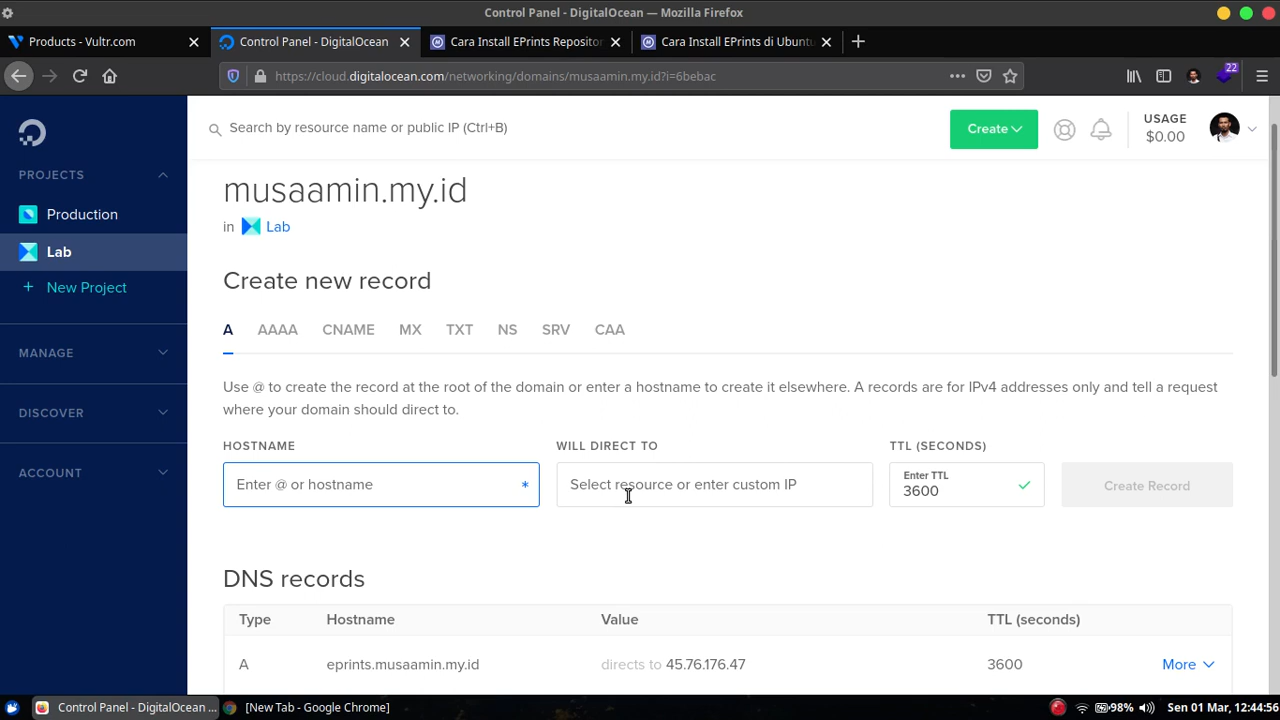 Control Panel - DigitalOcean — Mozilla Firefox
Products - Vultr.com
Control Panel - DigitalOcean
Cara Install EPrints Repositor
Cara Install EPrints di Ubuntu
https://cloud.digitalocean.com/networking/domains/musaamin.my.id?i=6bebac
22
Search by resource name or public IP (Ctrl+B)
Create
USAGE
$0.00
PROJECTS
Production
Lab
+ New Project
MANAGE
DISCOVER
ACCOUNT
musaamin.my.id
in Lab
Create new record
A AAAA CNAME MX TXT NS SRV CAA
Use @ to create the record at the root of the domain or enter a hostname to create it elsewhere. A records are for IPv4 addresses only and tell a request
where your domain should direct to.
HOSTNAME WILL DIRECT TO TTL (SECONDS)
Enter @ or hostname *
Select resource or enter custom IP
Enter TTL
3600
Create Record
DNS records
Type Hostname Value TTL (seconds)
A eprints.musaamin.my.id directs to 45.76.176.47 3600 More
Control Panel - DigitalOcean ...
[New Tab - Google Chrome]
98%
Sen 01 Mar, 12:44:56